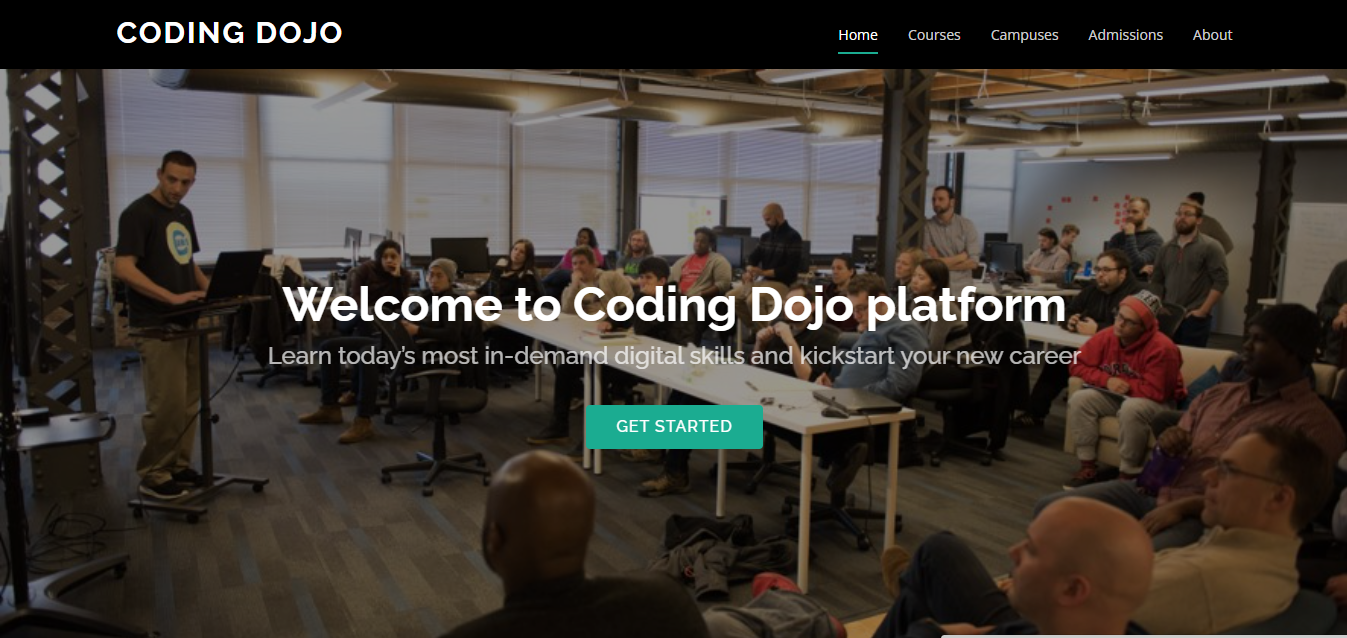 CODING DOJO
Home Courses Campuses Admissions About
Welcome to Coding Dojo platform
Learn today's most in-demand digital skills and kickstart your new career
GET STARTED